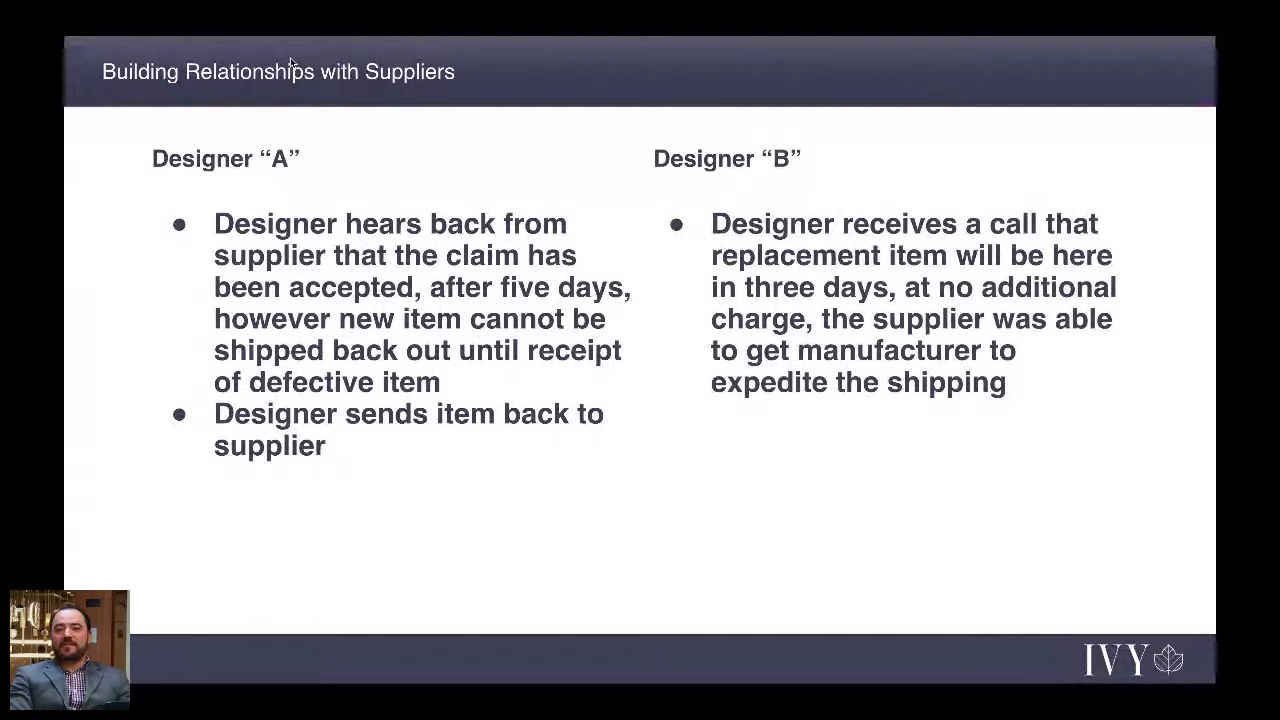 Building Relationships with Suppliers
Designer “A”
● Designer hears back from
supplier that the claim has
been accepted, after five days,
however new item cannot be
shipped back out until receipt
of defective item
● Designer sends item back to
supplier
Designer “B”
● Designer receives a call that
replacement item will be here
in three days, at no additional
charge, the supplier was able
to get manufacturer to
expedite the shipping
IVY